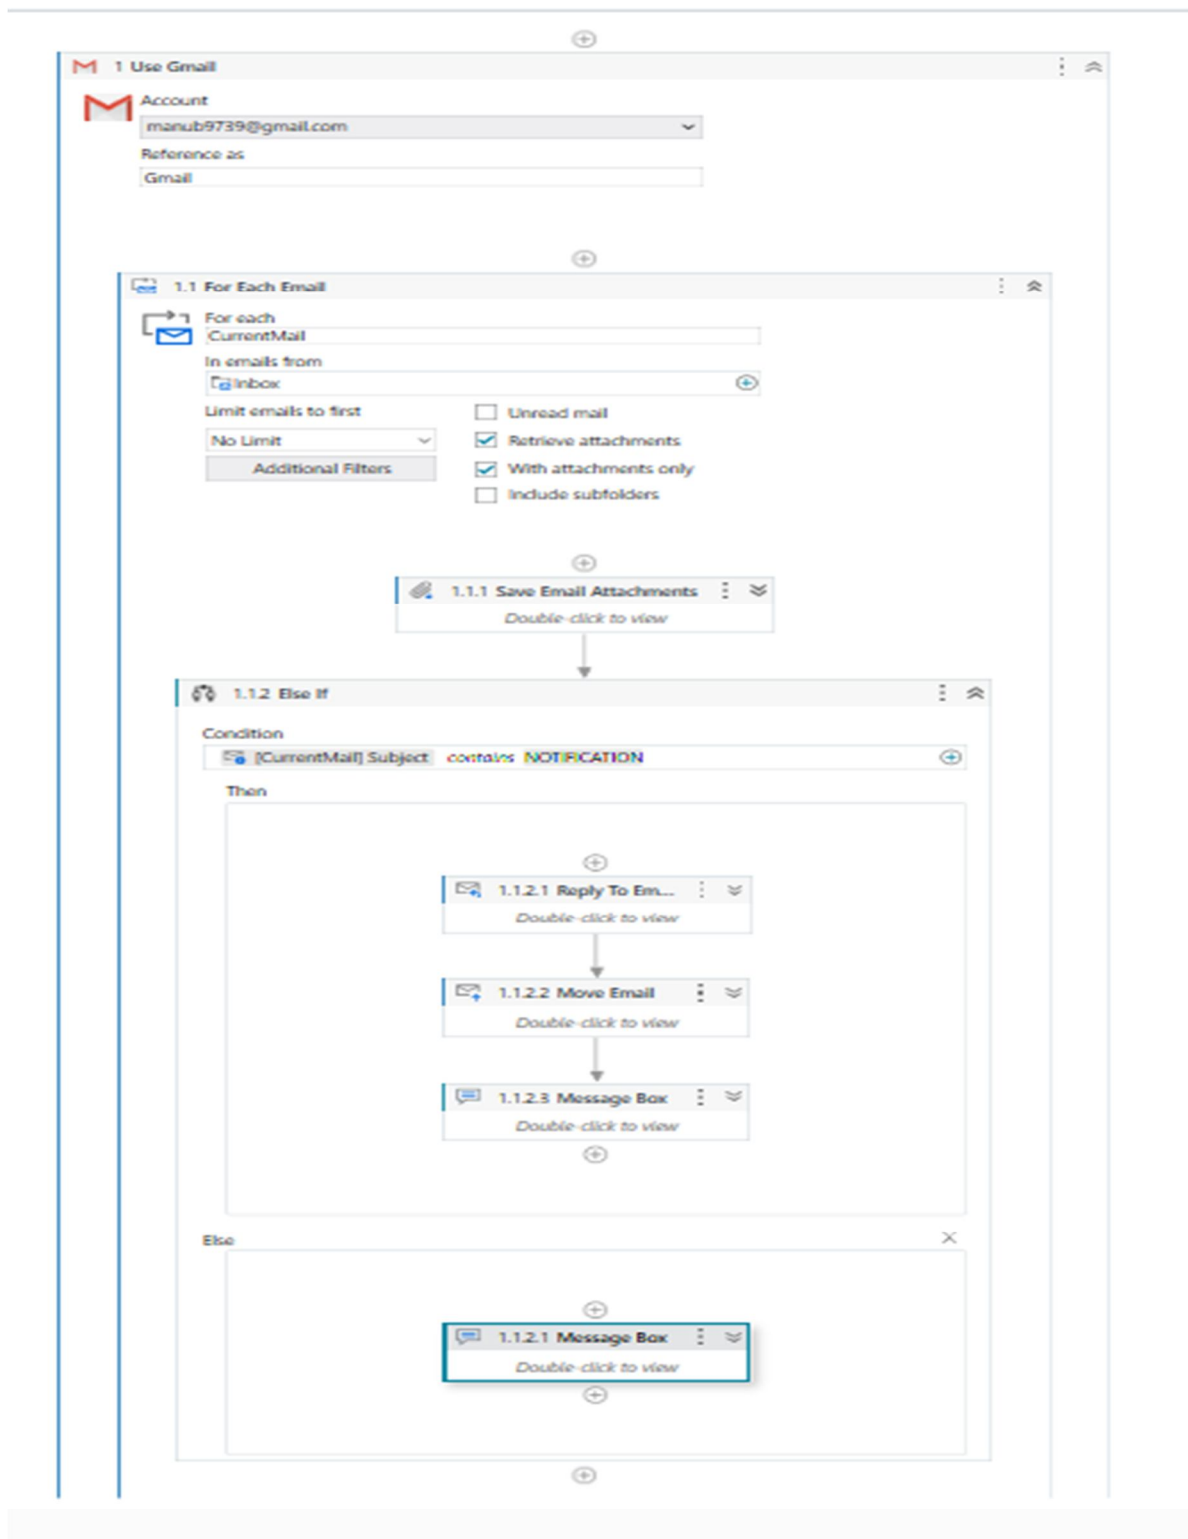 1 Use Gmail
Account
manub9739@gmail.com
Reference as
Gmail
1.1 For Each Email
For each
CurrentMail
In emails from
Inbox
Limit emails to first
Unread mail
No Limit
Retrieve attachments
Additional Filters
With attachments only
Include subfolders
1.1.1 Save Email Attachments
Double-click to view
1.1.2 Else If
Condition
[CurrentMail] Subject contains NOTIFICATION
Then
1.1.2.1 Reply To Em...
Double-click to view
1.1.2.2 Move Email
Double-click to view
1.1.2.3 Message Box
Double-click to view
Else
1.1.2.1 Message Box
Double-click to view